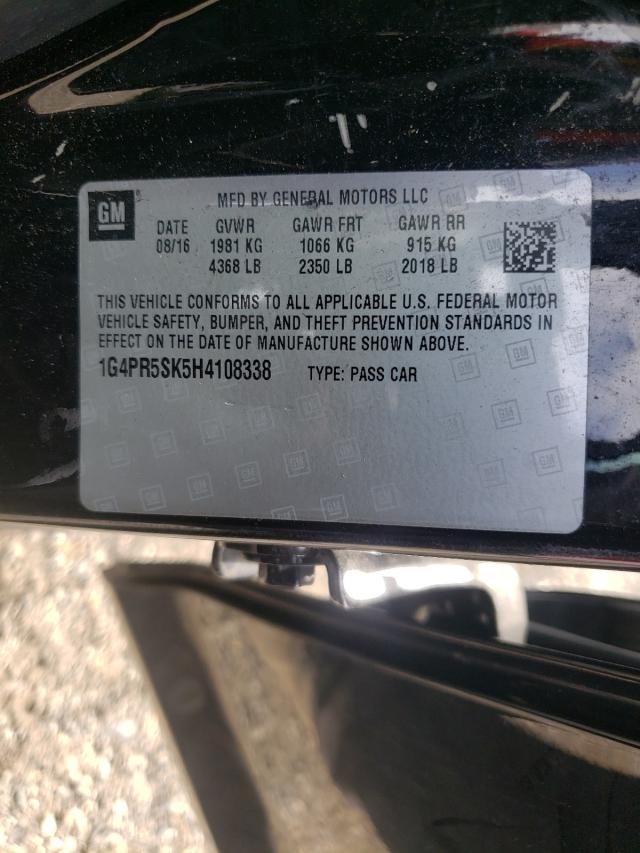 GM
MFD BY GENERAL MOTORS LLC
DATE GVWR GAWR FRT GAWR RR
08/16 1981 KG 1066 KG 915 KG
4368 LB 2350 LB 2018 LB
THIS VEHICLE CONFORMS TO ALL APPLICABLE U.S. FEDERAL MOTOR
VEHICLE SAFETY, BUMPER, AND THEFT PREVENTION STANDARDS IN
EFFECT ON THE DATE OF MANUFACTURE SHOWN ABOVE.
1G4PR5SK5H4108338 TYPE: PASS CAR